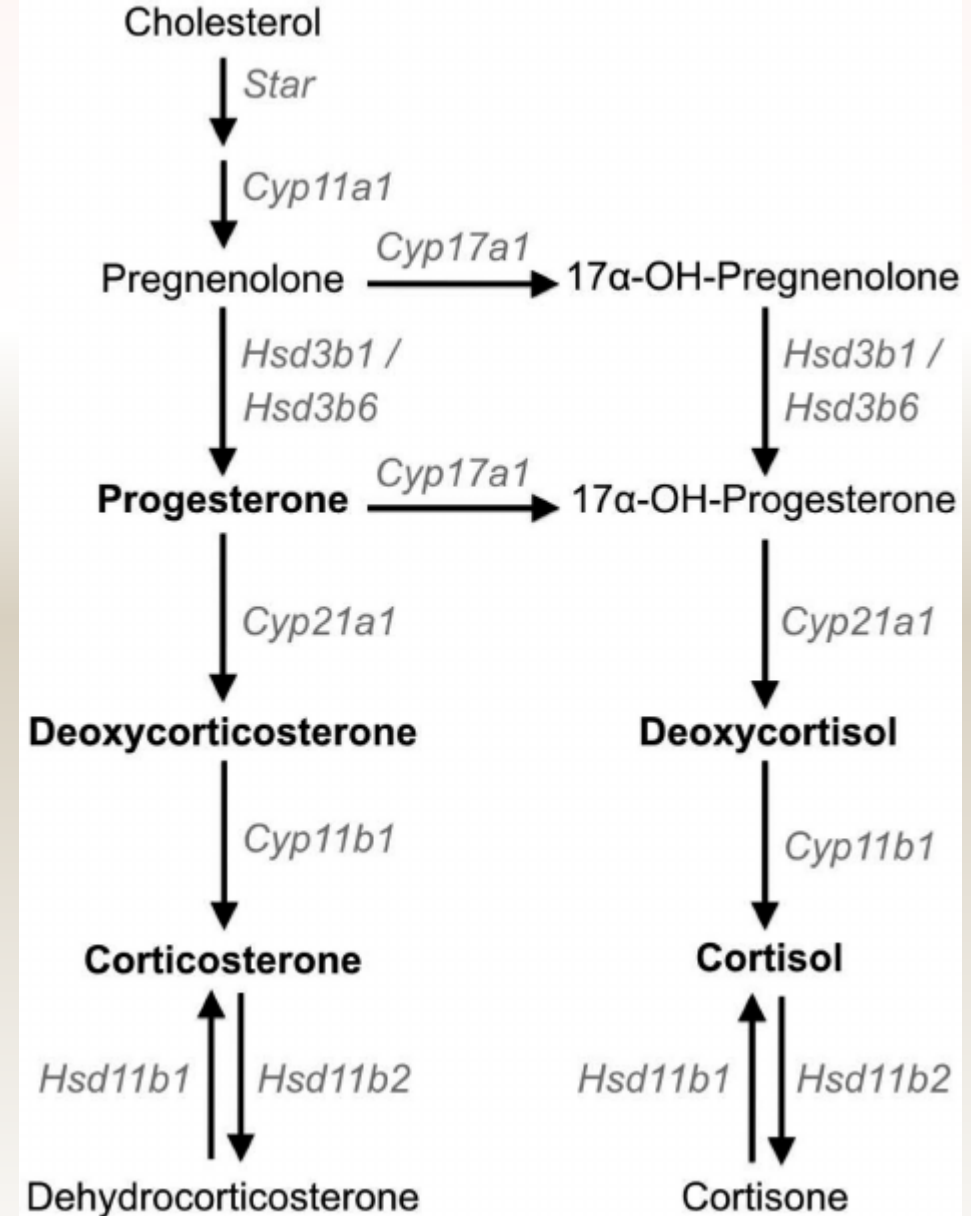 Cholesterol
Star
Cyp11a1
Cyp17a1
Pregnenolone
17α-OH-Pregnenolone
Hsd3b1 /
Hsd3b6
Hsd3b1 /
Hsd3b6
Cyp17a1
Progesterone
17α-OH-Progesterone
Cyp21a1
Cyp21a1
Deoxycorticosterone
Deoxycortisol
Cyp11b1
Cyp11b1
Corticosterone
Cortisol
Hsd11b1
Hsd11b2
Hsd11b1
Hsd11b2
Dehydrocorticosterone
Cortisone